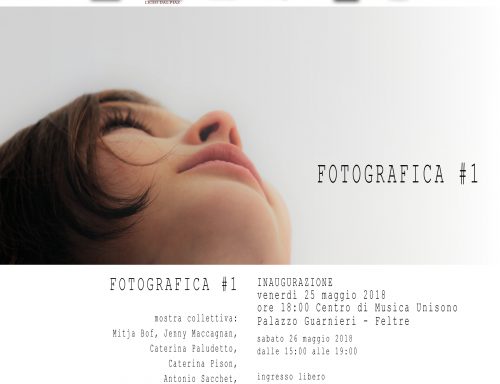 FOTOGRAFICA #1
FOTOGRAFICA #1
mostra collettiva:
Mitja Bof, Jenny Maccagnan,
Caterina Paludetto,
Caterina Pison,
Antonio Sacchet,
INAUGURAZIONE
venerdì 25 maggio 2018
ore 18:00 Centro di Musica Unisono
Palazzo Guarnieri - Feltre
sabato 26 maggio 2018
dalle 15:00 alle 19:00
ingresso libero